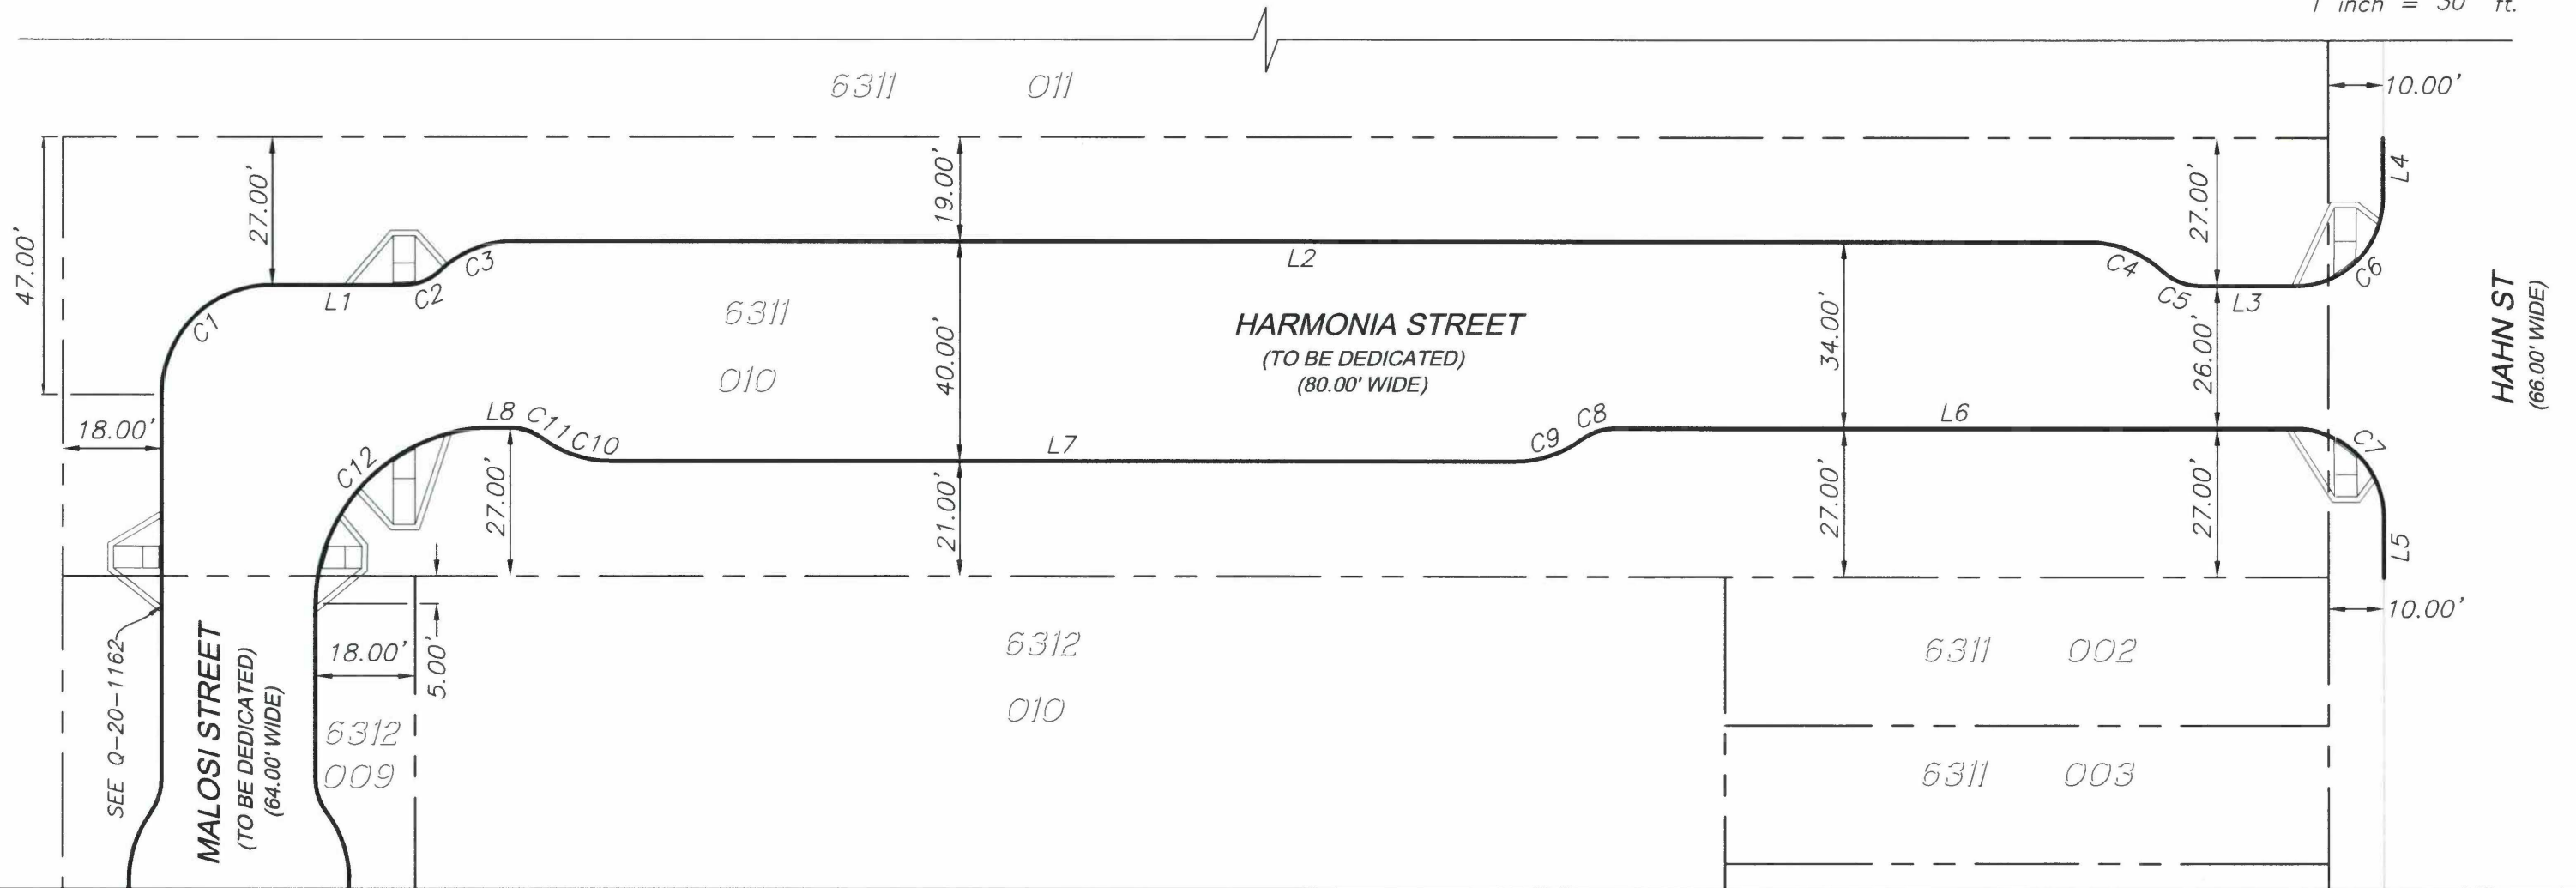 1 inch = 30 ft.
6311 011
10.00'
47.00'
27.00'
19.00'
27.00'
L4
C1
L1
C2
C3
L2
C4
C5
L3
C6
6311
010
40.00'
HARMONIA STREET
(TO BE DEDICATED)
(80.00' WIDE)
34.00'
26.00'
HAHN ST
(66.00' WIDE)
18.00'
C12
L8
C11
C10
L7
C9
C8
L6
C7
27.00'
21.00'
27.00'
27.00'
L5
10.00'
SEE Q-20-1162
MALOSI STREET
(TO BE DEDICATED)
(64.00' WIDE)
18.00'
5.00'
6312
009
6312
010
6311 002
6311 003